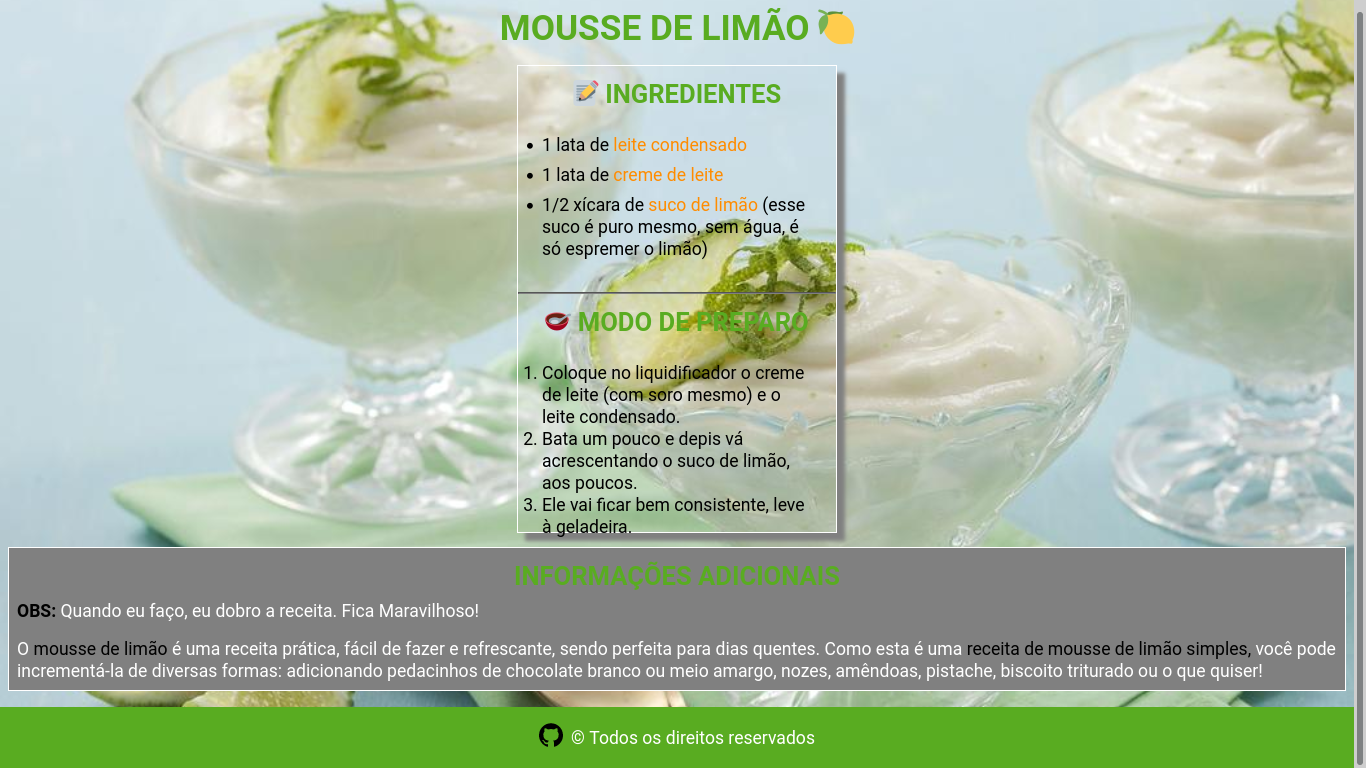 MOUSSE DE LIMÃO 🍋
📝 INGREDIENTES
• 1 lata de leite condensado
• 1 lata de creme de leite
• 1/2 xícara de suco de limão (esse
suco é puro mesmo, sem água, é
só espremer o limão)
MODO DE PREPARO
1. Coloque no liquidificador o creme
de leite (com soro mesmo) e o
leite condensado.
2. Bata um pouco e depis vá
acrescentando o suco de limão,
aos poucos.
3. Ele vai ficar bem consistente, leve
à geladeira.
INFORMAÇÕES ADICIONAIS
OBS: Quando eu faço, eu dobro a receita. Fica Maravilhoso!
O mousse de limão é uma receita prática, fácil de fazer e refrescante, sendo perfeita para dias quentes. Como esta é uma receita de mousse de limão simples, você pode
incrementá-la de diversas formas: adicionando pedacinhos de chocolate branco ou meio amargo, nozes, amêndoas, pistache, biscoito triturado ou o que quiser!
© Todos os direitos reservados